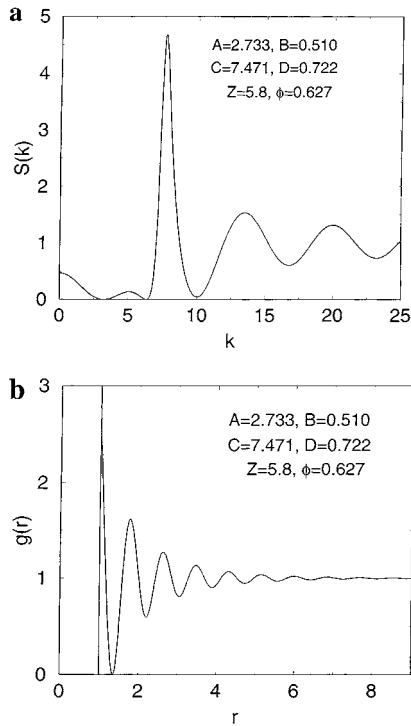 a
5
4
3
2
1
0
S(k)
A=2.733, B=0.510
C=7.471, D=0.722
Z=5.8, ϕ=0.627
0 5 10 15 20 25
k
b
3
2
1
0
g(r)
A=2.733, B=0.510
C=7.471, D=0.722
Z=5.8, ϕ=0.627
0 2 4 6 8
r